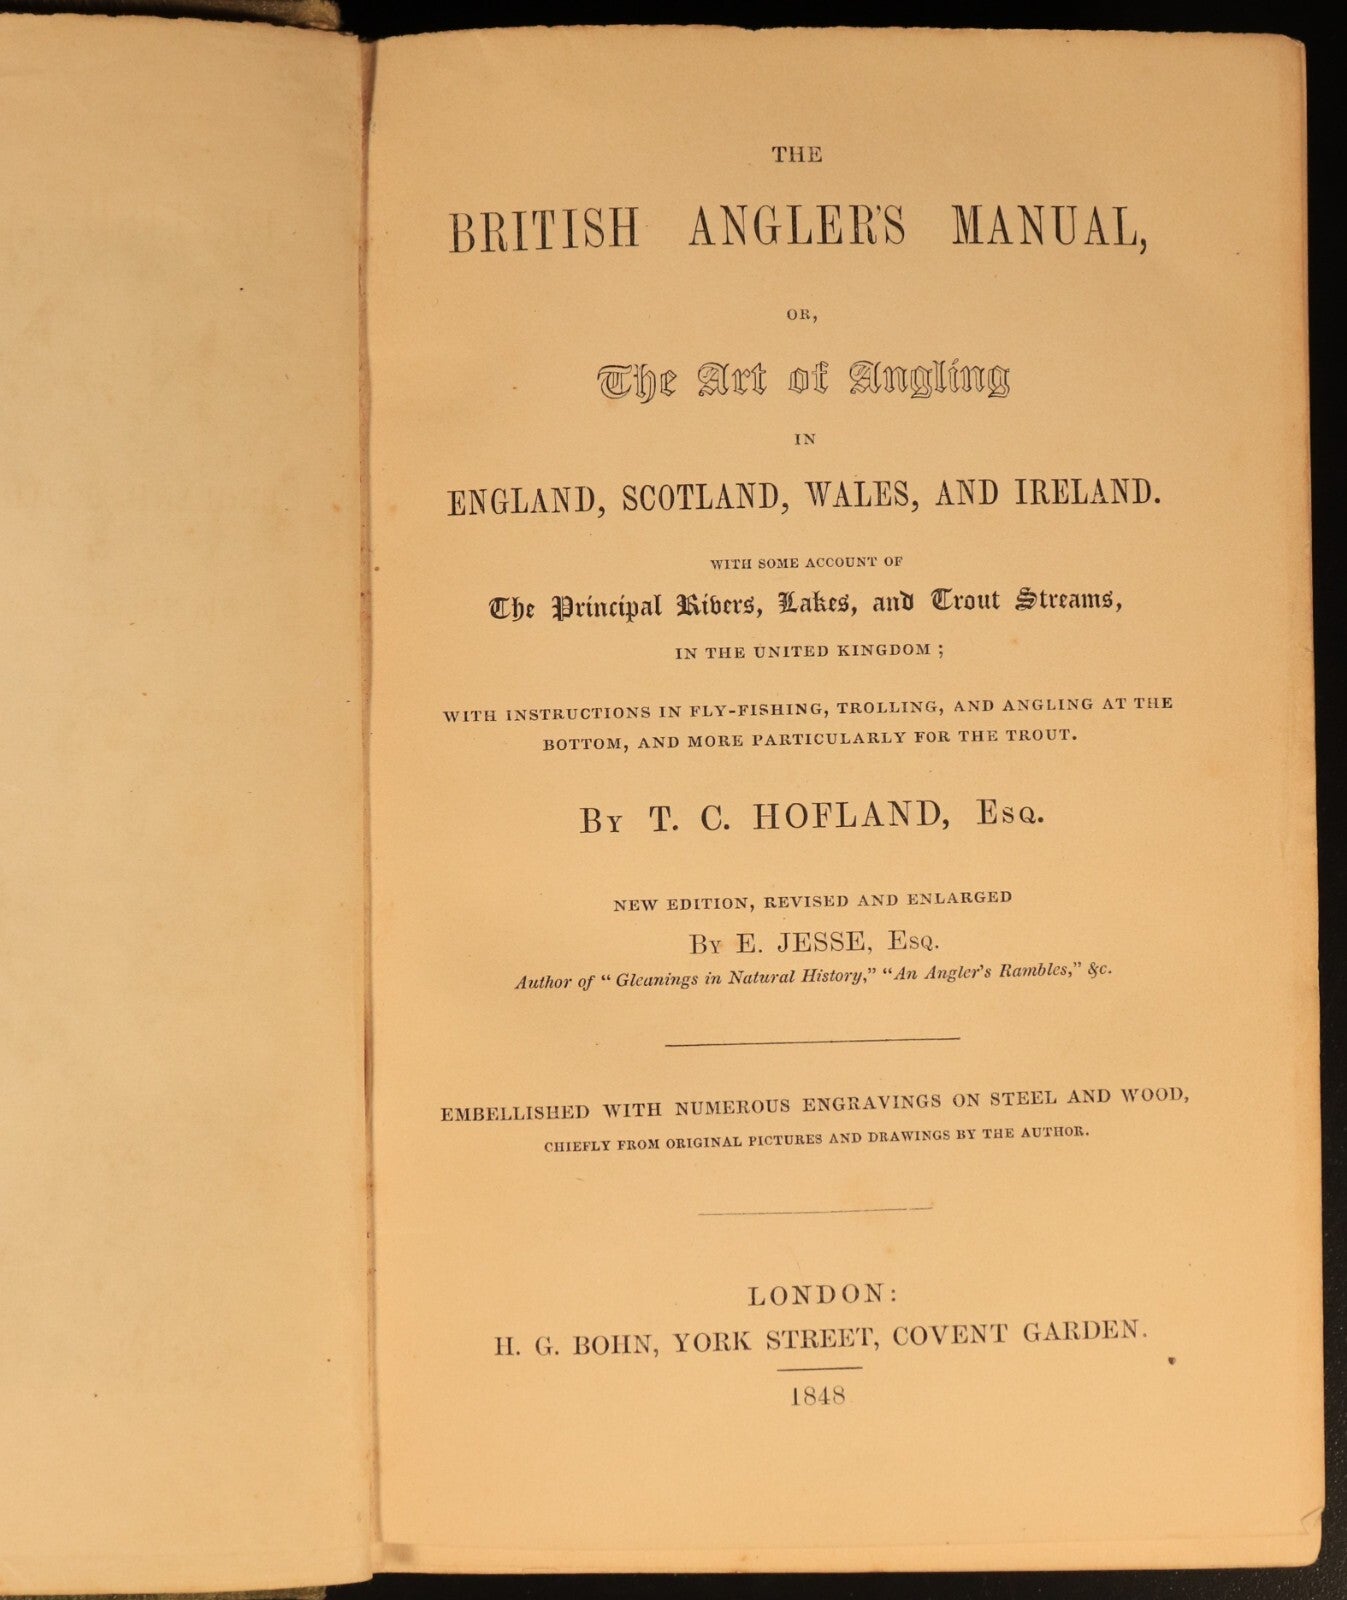 THE
BRITISH ANGLER'S MANUAL,
OR,
The Art of Angling
IN
ENGLAND, SCOTLAND, WALES, AND IRELAND.
WITH SOME ACCOUNT OF
The Principal Rivers, Lakes, and Trout Streams,
IN THE UNITED KINGDOM;
WITH INSTRUCTIONS IN FLY-FISHING, TROLLING, AND ANGLING AT THE
BOTTOM, AND MORE PARTICULARLY FOR THE TROUT.
BY T. C. HOFLAND, ESQ.
NEW EDITION, REVISED AND ENLARGED
BY E. JESSE, ESQ.
Author of "Gleanings in Natural History," "An Angler's Rambles," &c.
EMBELLISHED WITH NUMEROUS ENGRAVINGS ON STEEL AND WOOD,
CHIEFLY FROM ORIGINAL PICTURES AND DRAWINGS BY THE AUTHOR.
LONDON:
H. G. BOHN, YORK STREET, COVENT GARDEN.
1848